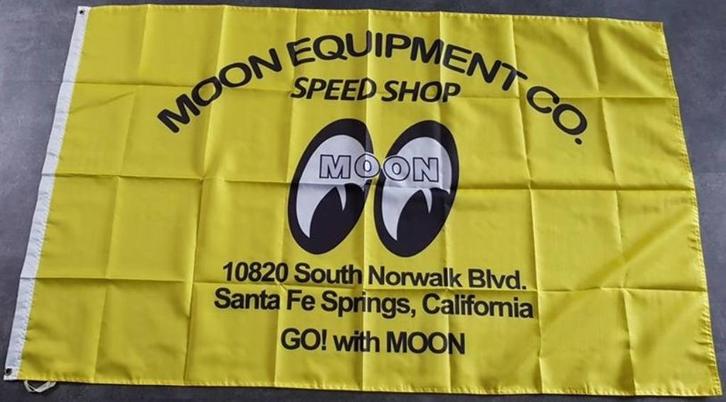 MOON EQUIPMENT CO.
SPEED SHOP
MOON
10820 South Norwalk Blvd.
Santa Fe Springs, California
GO! with MOON